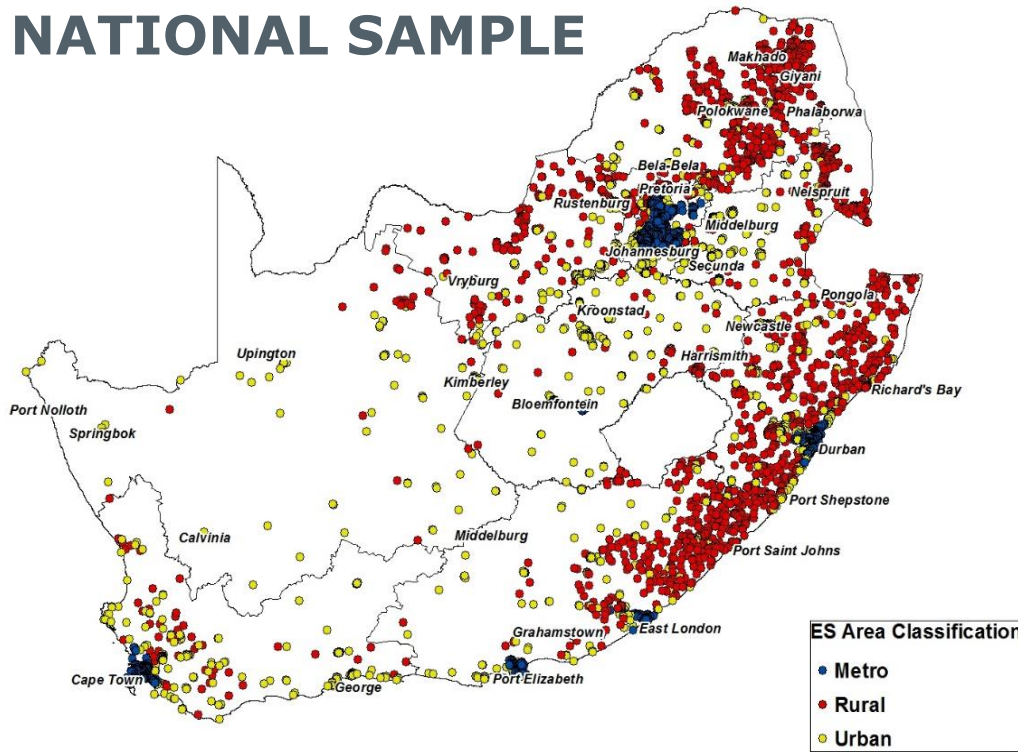 NATIONAL SAMPLE
Makhado
Giyani
Polokwane
Phalaborwa
Bela-Bela
Pretoria
Rustenburg
Nelspruit
Middelburg
Johannesburg
Secunda
Vryburg
Pongola
Kroonstad
Newcastle
Upington
Harrismith
Kimberley
Richard's Bay
Port Nolloth
Bloemfontein
Springbok
Durban
Port Shepstone
Calvinia
Middelburg
Port Saint Johns
Grahamstown
East London
ES Area Classification
Metro
Cape Town
George
Port Elizabeth
Rural
Urban